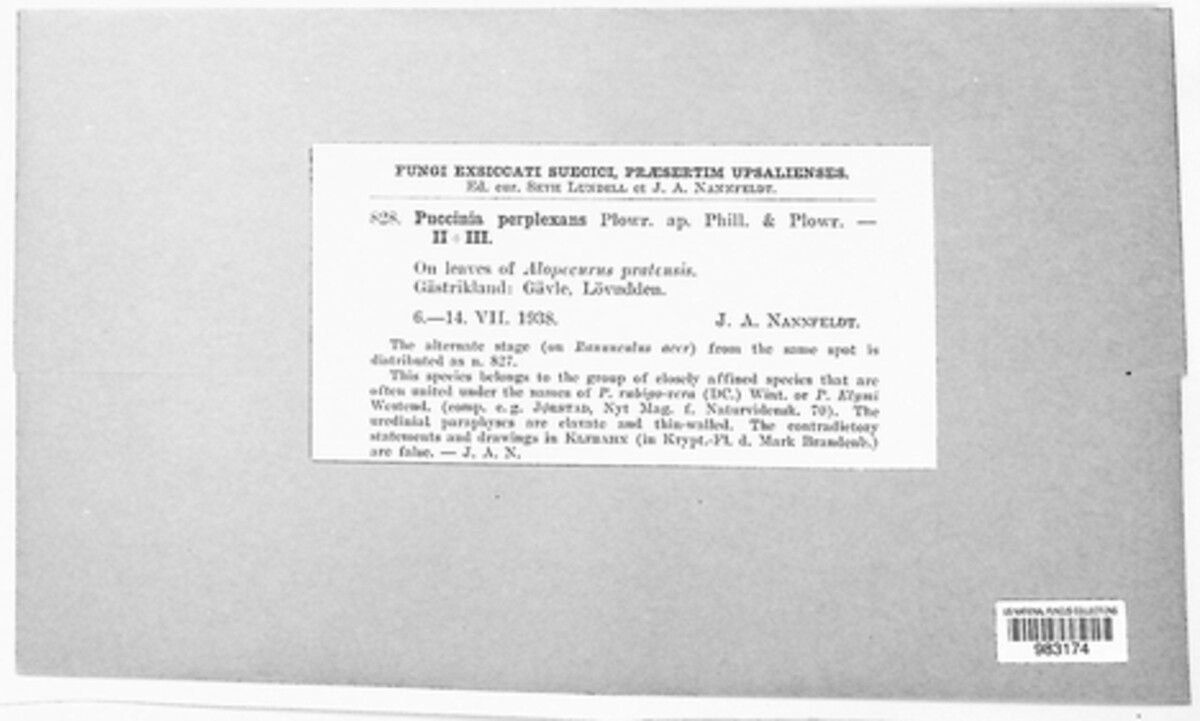 FUNGI EXSICCATI SUECICI, PRÆSERTIM UPSALIENSES.
Ed. cur. SETH LUNDELL et J. A. NANNFELDT.
828. Puccinia perplexans Plowr. ap. Phill. & Plowr. —
II + III.
On leaves of Alopecurus pratensis.
Gästrikland: Gävle, Lövudden.
6.—14. VII. 1938. J. A. NANNFELDT.
The alternate stage (on Ranunculus acer) from the same spot is
distributed as n. 827.
This species belongs to the group of closely affined species that are
often united under the names of P. rubigo-vera (DC.) Wint. or P. Elymi
Westend. (comp. e. g. JØRSTAD, Nyt Mag. f. Naturvidensk. 70). The
uredinial paraphyses are clavate and thin-walled. The contradictory
statements and drawings in KLEBAHN (in Krypt.-Fl. d. Mark Brandenb.)
are false. — J. A. N.
US NATIONAL FUNGUS COLLECTIONS
983174